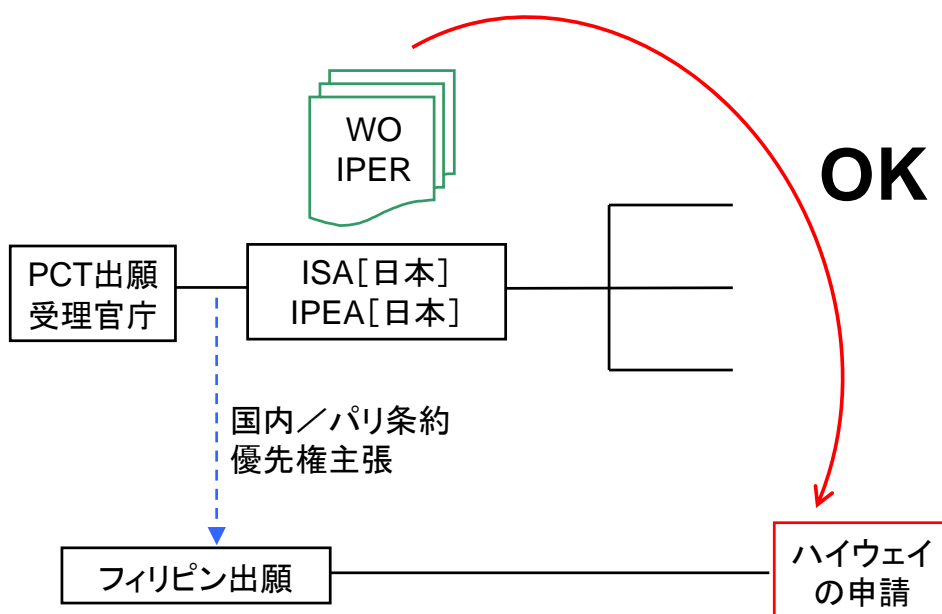 WO
IPER
OK
PCT出願
受理官庁
ISA[日本]
IPEA[日本]
国内／パリ条約
優先権主張
フィリピン出願
ハイウェイ
の申請